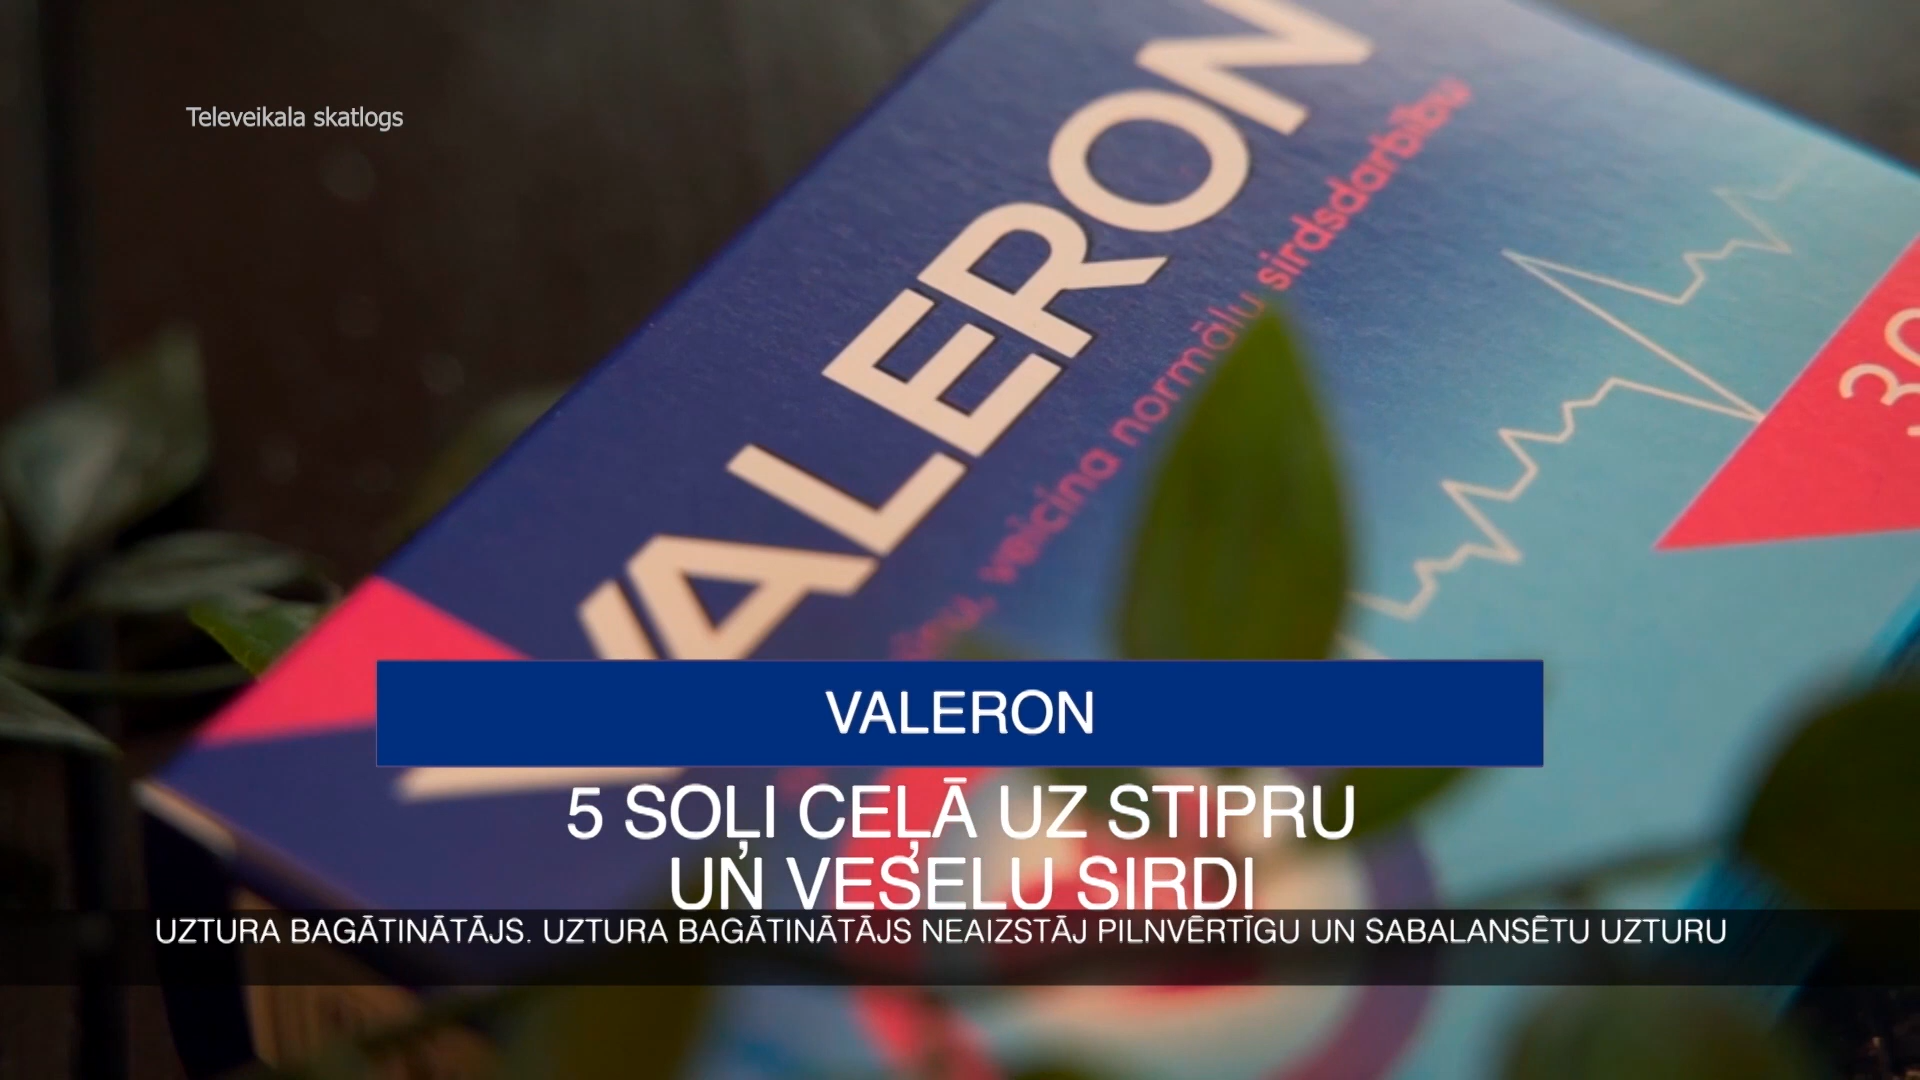 Televeikala skatlogs
VALERON
veicina normālu sirdsdarbību
30
VALERON
5 SOĻI CEĻĀ UZ STIPRU
UN VESELU SIRDI
UZTURA BAGĀTINĀTĀJS. UZTURA BAGĀTINĀTĀJS NEAIZSTĀJ PILNVĒRTĪGU UN SABALANSĒTU UZTURU